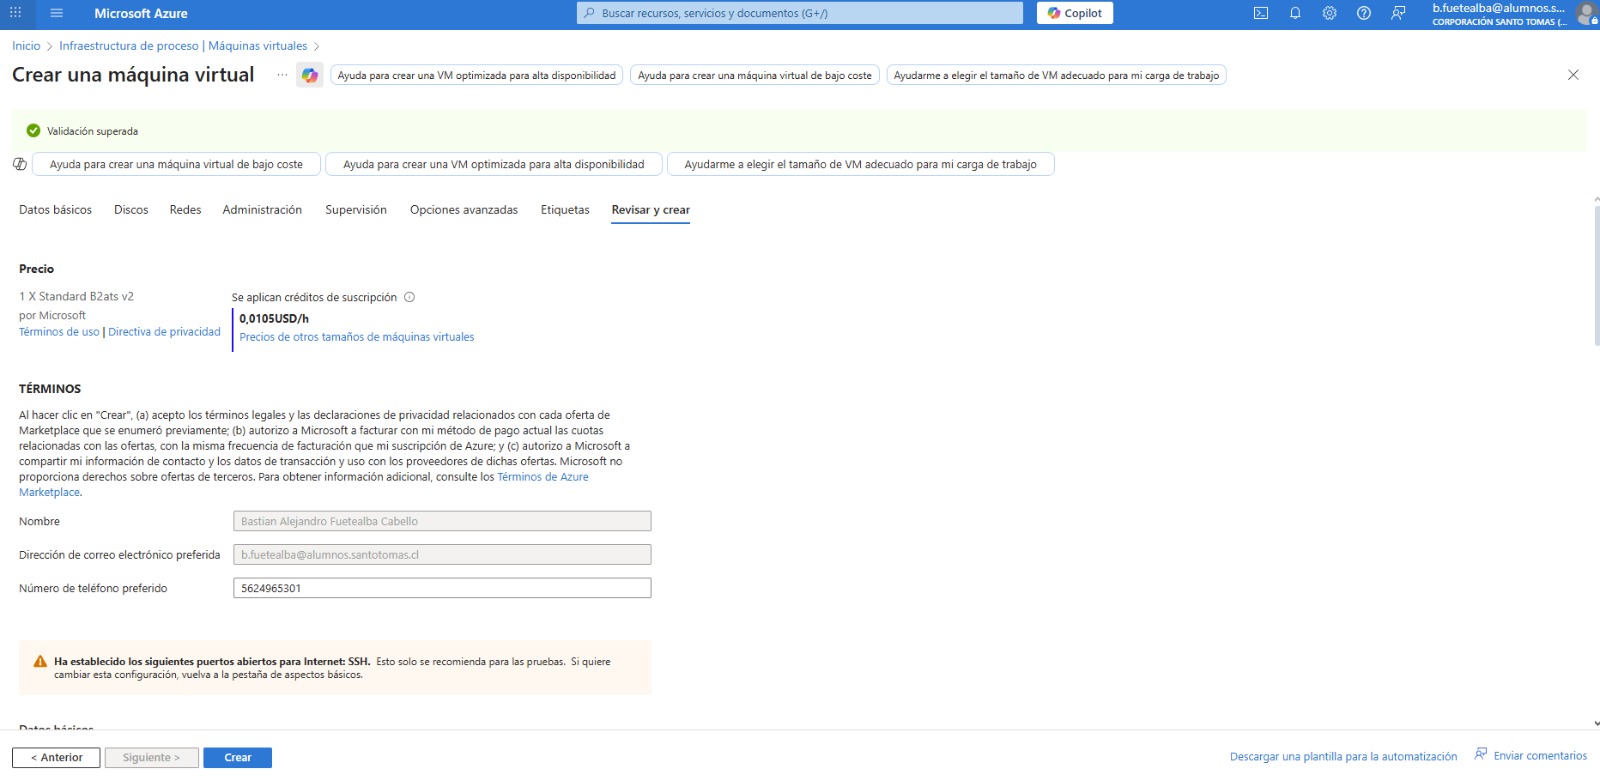 Microsoft Azure
Buscar recursos, servicios y documentos (G+/)
Copilot
b.fuetealba@alumnos.s...
CORPORACIÓN SANTO TOMAS (...
Inicio > Infraestructura de proceso | Máquinas virtuales >
Crear una máquina virtual ...
Ayuda para crear una VM optimizada para alta disponibilidad
Ayuda para crear una máquina virtual de bajo coste
Ayudarme a elegir el tamaño de VM adecuado para mi carga de trabajo
Validación superada
Ayuda para crear una máquina virtual de bajo coste
Ayuda para crear una VM optimizada para alta disponibilidad
Ayudarme a elegir el tamaño de VM adecuado para mi carga de trabajo
Datos básicos Discos Redes Administración Supervisión Opciones avanzadas Etiquetas Revisar y crear
Precio
1 X Standard B2ats v2
por Microsoft
Términos de uso | Directiva de privacidad
Se aplican créditos de suscripción
0,0105USD/h
Precios de otros tamaños de máquinas virtuales
TÉRMINOS
Al hacer clic en "Crear", (a) acepto los términos legales y las declaraciones de privacidad relacionados con cada oferta de
Marketplace que se enumeró previamente; (b) autorizo a Microsoft a facturar con mi método de pago actual las cuotas
relacionadas con las ofertas, con la misma frecuencia de facturación que mi suscripción de Azure; y (c) autorizo a Microsoft a
compartir mi información de contacto y los datos de transacción y uso con los proveedores de dichas ofertas. Microsoft no
proporciona derechos sobre ofertas de terceros. Para obtener información adicional, consulte los Términos de Azure
Marketplace.
Nombre
Bastian Alejandro Fuetealba Cabello
Dirección de correo electrónico preferida
b.fuetealba@alumnos.santotomas.cl
Número de teléfono preferido
5624965301
Ha establecido los siguientes puertos abiertos para Internet: SSH. Esto solo se recomienda para las pruebas. Si quiere
cambiar esta configuración, vuelva a la pestaña de aspectos básicos.
Datos básicos
< Anterior
Siguiente >
Crear
Descargar una plantilla para la automatización
Enviar comentarios